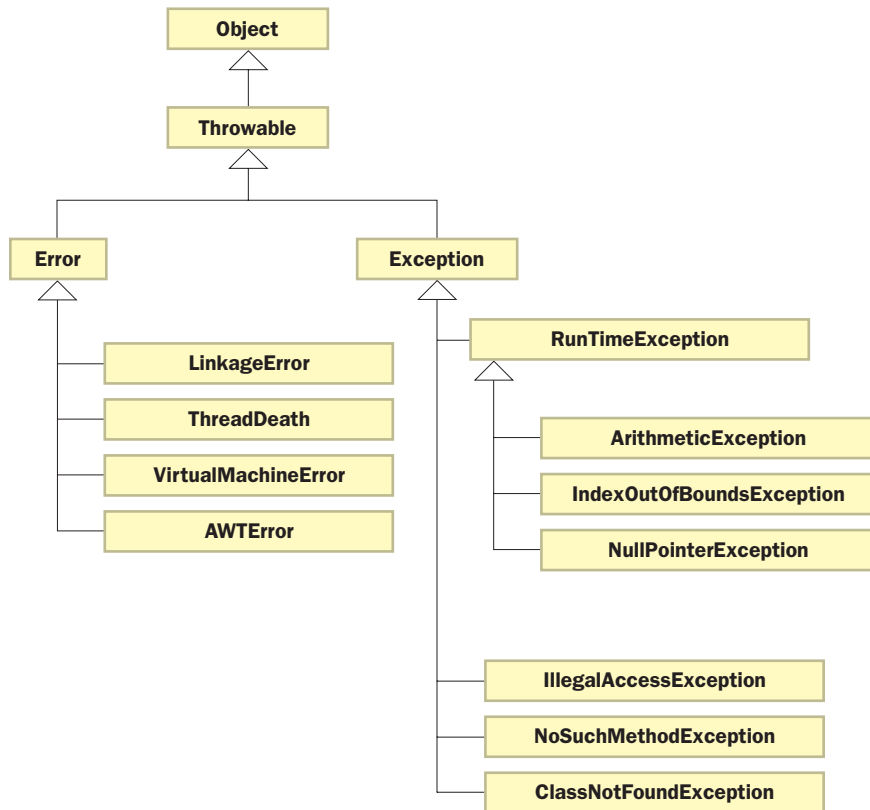 Object
Throwable
Error
Exception
RunTimeException
LinkageError
ThreadDeath
VirtualMachineError
AWTError
ArithmeticException
IndexOutOfBoundsException
NullPointerException
IllegalAccessException
NoSuchMethodException
ClassNotFoundException